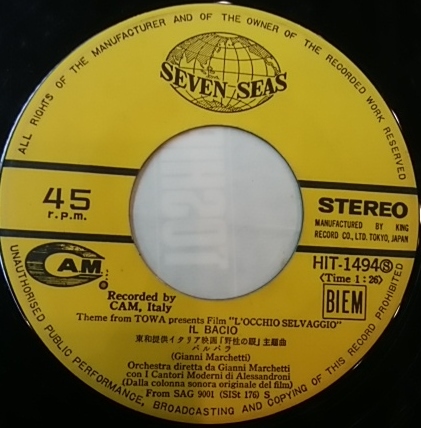 ALL RIGHTS OF THE MANUFACTURER AND OF THE OWNER OF THE RECORDED WORK RESERVED
SEVEN SEAS
45
r.p.m.
STEREO
MANUFACTURED BY KING
RECORD CO., LTD. TOKYO, JAPAN
CAM
HIT-1494Ⓢ
(Time 1:26)
BIEM
Recorded by
CAM, Italy
Theme from TOWA presents Film "L'OCCHIO SELVAGGIO"
IL BACIO
東和提供イタリア映画「野性の眼」主題曲
バルバラ
(Gianni Marchetti)
Orchestra diretta da Gianni Marchetti
con I Cantori Moderni di Alessandroni
(Dalla colonna sonora originale del film)
From SAG 9001 (SISt 176) S
UNAUTHORISED PUBLIC PERFORMANCE, BROADCASTING AND COPYING OF THIS RECORD PROHIBITED